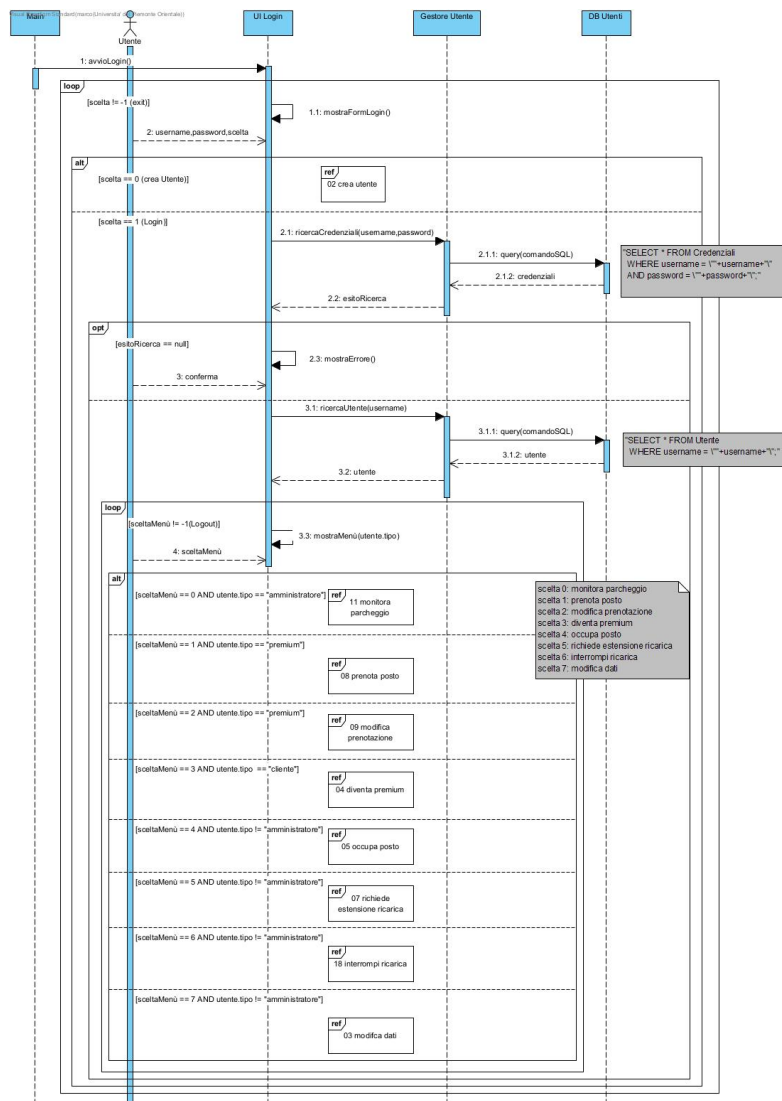 Main
UI Login
Gestore Utente
DB Utenti
Utente
1: avvioLogin()
loop
[scelta != -1 (exit)]
1.1: mostraFormLogin()
2: username,password,scelta
alt
[scelta == 0 (crea Utente)]
ref
02 crea utente
[scelta == 1 (Login)]
2.1: ricercaCredenziali(username,password)
2.1.1: query(comandoSQL)
"SELECT * FROM Credenziali
WHERE username = \""+username+"\"
AND password = \""+password+"\";"
2.1.2: credenziali
2.2: esitoRicerca
opt
[esitoRicerca == null]
2.3: mostraErrore()
3: conferma
3.1: ricercaUtente(username)
3.1.1: query(comandoSQL)
"SELECT * FROM Utente
WHERE username = \""+username+"\";"
3.1.2: utente
3.2: utente
loop
[sceltaMenù != -1(Logout)]
3.3: mostraMenù(utente.tipo)
4: sceltaMenù
alt
[sceltaMenù == 0 AND utente.tipo == "amministratore"]
ref
11 monitora
parcheggio
scelta 0: monitora parcheggio
scelta 1: prenota posto
scelta 2: modifica prenotazione
scelta 3: diventa premium
scelta 4: occupa posto
scelta 5: richiede estensione ricarica
scelta 6: interrompi ricarica
scelta 7: modifica dati
[sceltaMenù == 1 AND utente.tipo == "premium"]
ref
08 prenota posto
[sceltaMenù == 2 AND utente.tipo == "premium"]
ref
09 modifica
prenotazione
[sceltaMenù == 3 AND utente.tipo == "cliente"]
ref
04 diventa premium
[sceltaMenù == 4 AND utente.tipo != "amministratore"]
ref
05 occupa posto
[sceltaMenù == 5 AND utente.tipo != "amministratore"]
ref
07 richiede
estensione ricarica
[sceltaMenù == 6 AND utente.tipo != "amministratore"]
ref
18 interrompi ricarica
[sceltaMenù == 7 AND utente.tipo != "amministratore"]
ref
03 modifca dati